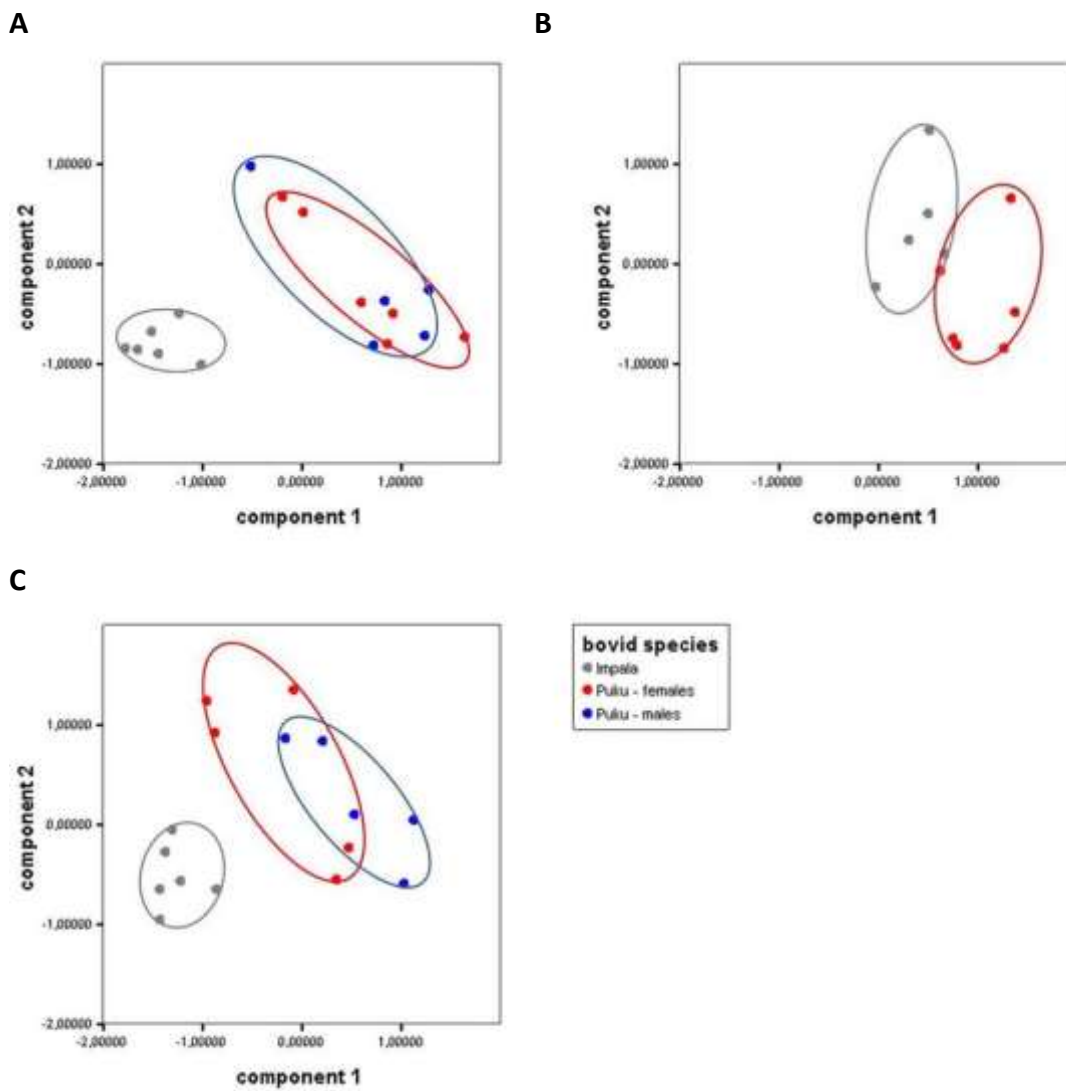 A
B
1,00000
0,00000
-1,00000
-2,00000
component 2
-2,00000 -1,00000 0,00000 1,00000
component 1
1,00000
0,00000
-1,00000
-2,00000
component 2
-2,00000 -1,00000 0,00000 1,00000
component 1
C
1,00000
0,00000
-1,00000
-2,00000
component 2
-2,00000 -1,00000 0,00000 1,00000
component 1
bovid species
Impala
Puku - females
Puku - males